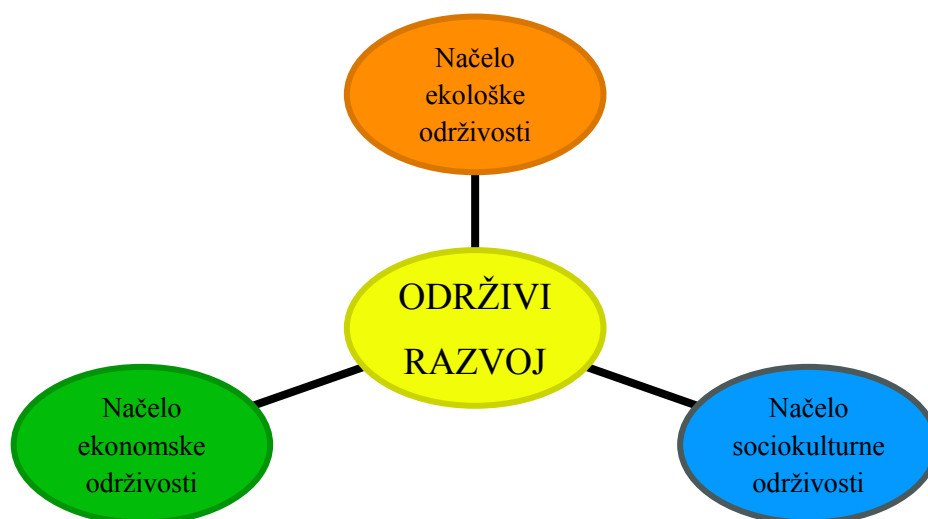 Načelo
ekološke
održivosti
ODRŽIVI
RAZVOJ
Načelo
ekonomske
održivosti
Načelo
sociokulturne
održivosti